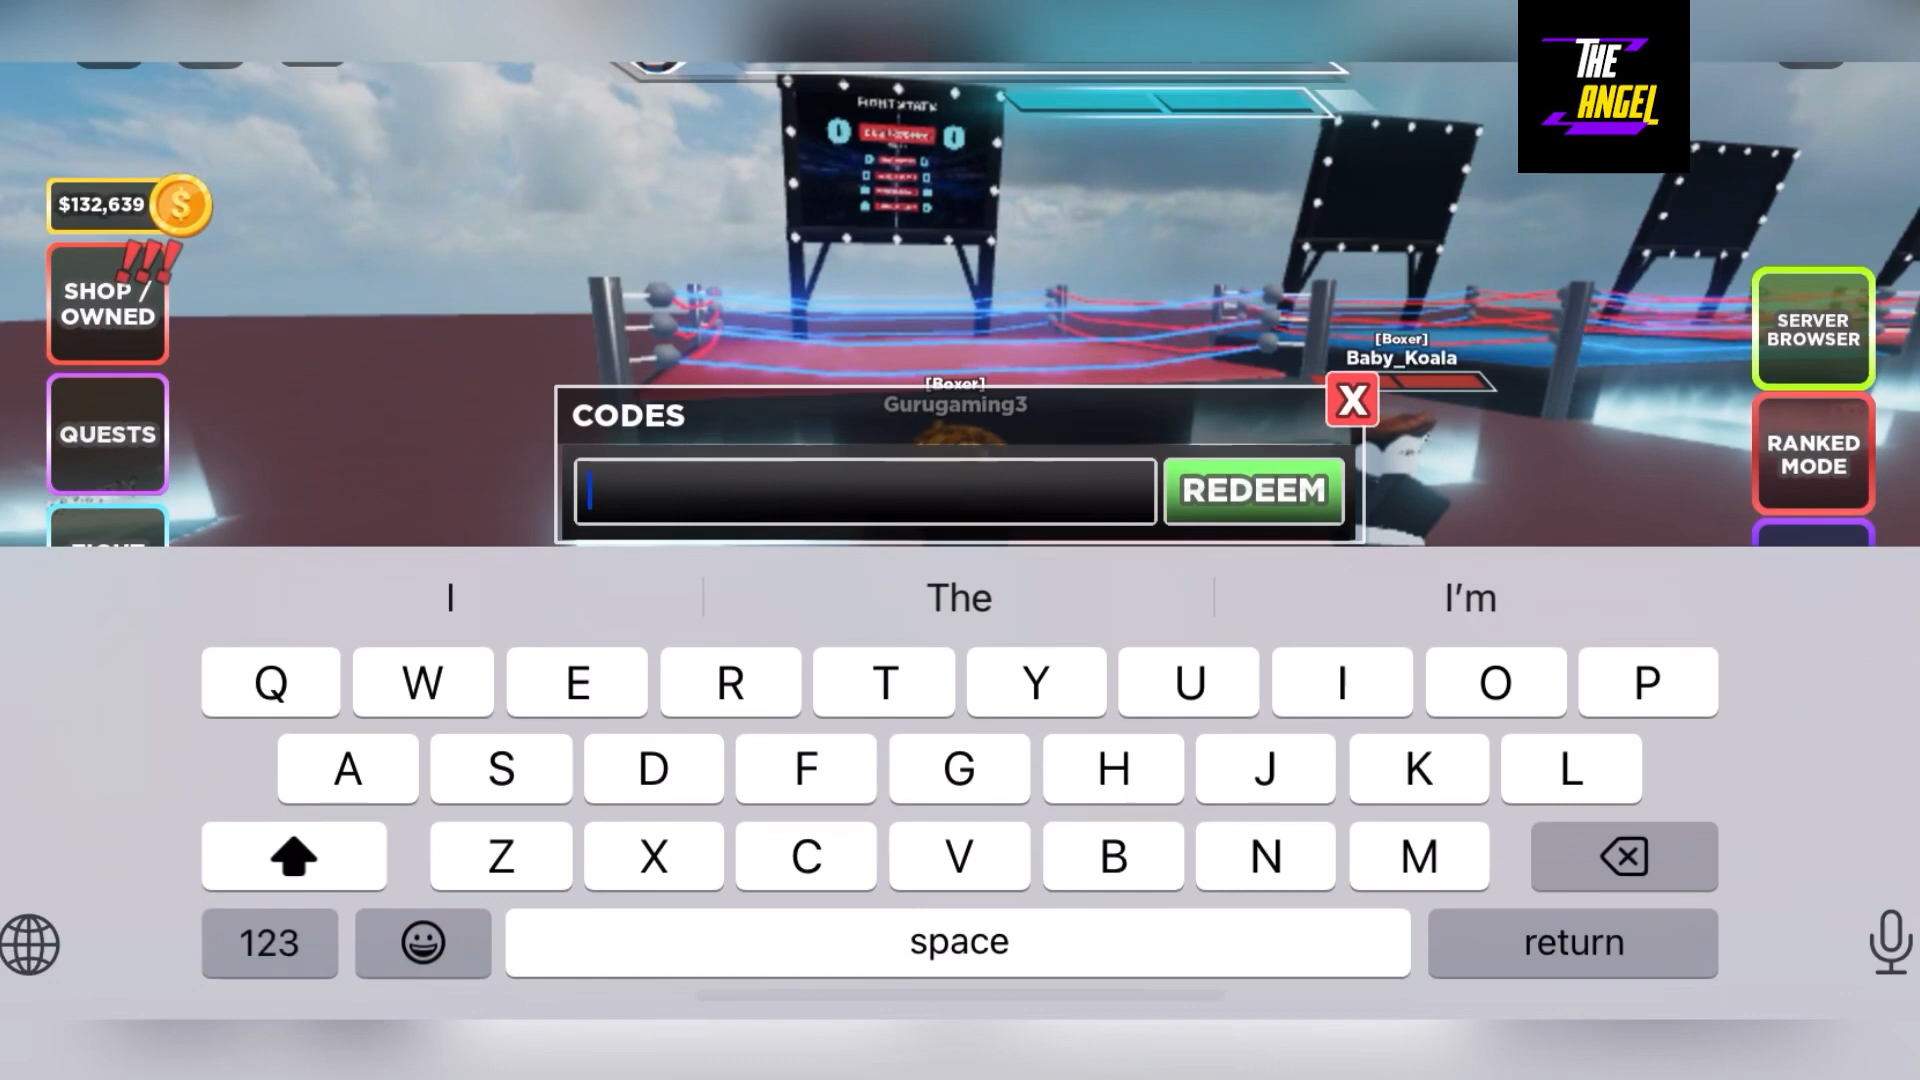 THE
ANGEL
$132,639
SHOP /
OWNED
QUESTS
SERVER
BROWSER
RANKED
MODE
[Boxer]
Baby_Koala
[Boxer]
Gurugaming3
CODES
X
REDEEM
I The I'm
Q W E R T Y U I O P
A S D F G H J K L
Z X C V B N M
123 space return